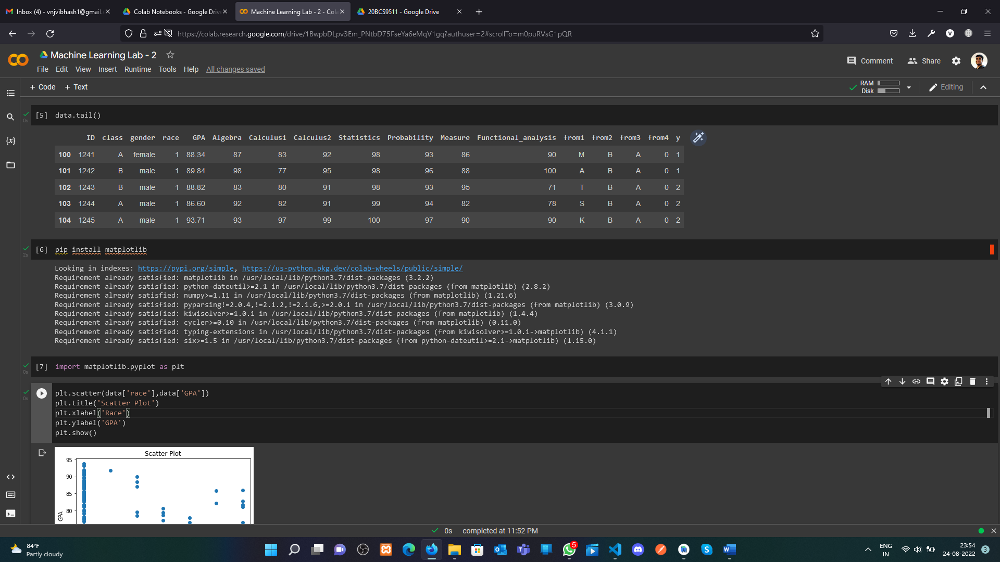 Inbox (4) - vnjvibhash1@gmail.
Colab Notebooks - Google Driv
Machine Learning Lab - 2 - Cola
20BCS9511 - Google Drive
https://colab.research.google.com/drive/1BwpbDLpv3Em_PNtbD75FseYa6eMqV1gq?authuser=2#scrollTo=m0puRVsG1pQR
Machine Learning Lab - 2
Comment Share
File Edit View Insert Runtime Tools Help All changes saved
+ Code + Text
RAM
Disk
Editing
[5] data.tail()
0s
ID class gender race GPA Algebra Calculus1 Calculus2 Statistics Probability Measure Functional_analysis from1 from2 from3 from4 y
100 1241 A female 1 88.34 87 83 92 98 93 86 90 M B A 0 1
101 1242 B male 1 89.84 98 77 95 98 96 88 100 A B A 0 1
102 1243 B male 1 88.82 83 80 91 98 93 95 71 T B A 0 2
103 1244 A male 1 86.60 92 82 91 99 94 82 78 S B A 0 2
104 1245 A male 1 93.71 93 97 99 100 97 90 90 K B A 0 2
[6] pip install matplotlib
2s
Looking in indexes: https://pypi.org/simple, https://us-python.pkg.dev/colab-wheels/public/simple/
Requirement already satisfied: matplotlib in /usr/local/lib/python3.7/dist-packages (3.2.2)
Requirement already satisfied: python-dateutil>=2.1 in /usr/local/lib/python3.7/dist-packages (from matplotlib) (2.8.2)
Requirement already satisfied: numpy>=1.11 in /usr/local/lib/python3.7/dist-packages (from matplotlib) (1.21.6)
Requirement already satisfied: pyparsing!=2.0.4,!=2.1.2,!=2.1.6,>=2.0.1 in /usr/local/lib/python3.7/dist-packages (from matplotlib) (3.0.9)
Requirement already satisfied: kiwisolver>=1.0.1 in /usr/local/lib/python3.7/dist-packages (from matplotlib) (1.4.4)
Requirement already satisfied: cycler>=0.10 in /usr/local/lib/python3.7/dist-packages (from matplotlib) (0.11.0)
Requirement already satisfied: typing-extensions in /usr/local/lib/python3.7/dist-packages (from kiwisolver>=1.0.1->matplotlib) (4.1.1)
Requirement already satisfied: six>=1.5 in /usr/local/lib/python3.7/dist-packages (from python-dateutil>=2.1->matplotlib) (1.15.0)
[7] import matplotlib.pyplot as plt
0s
plt.scatter(data['race'],data['GPA'])
0s
plt.title('Scatter Plot')
plt.xlabel('Race')
plt.ylabel('GPA')
plt.show()
Scatter Plot
95
90
85
80
GPA
0s completed at 11:52 PM
84°F
Partly cloudy
5
ENG
IN
23:54
24-08-2022
3